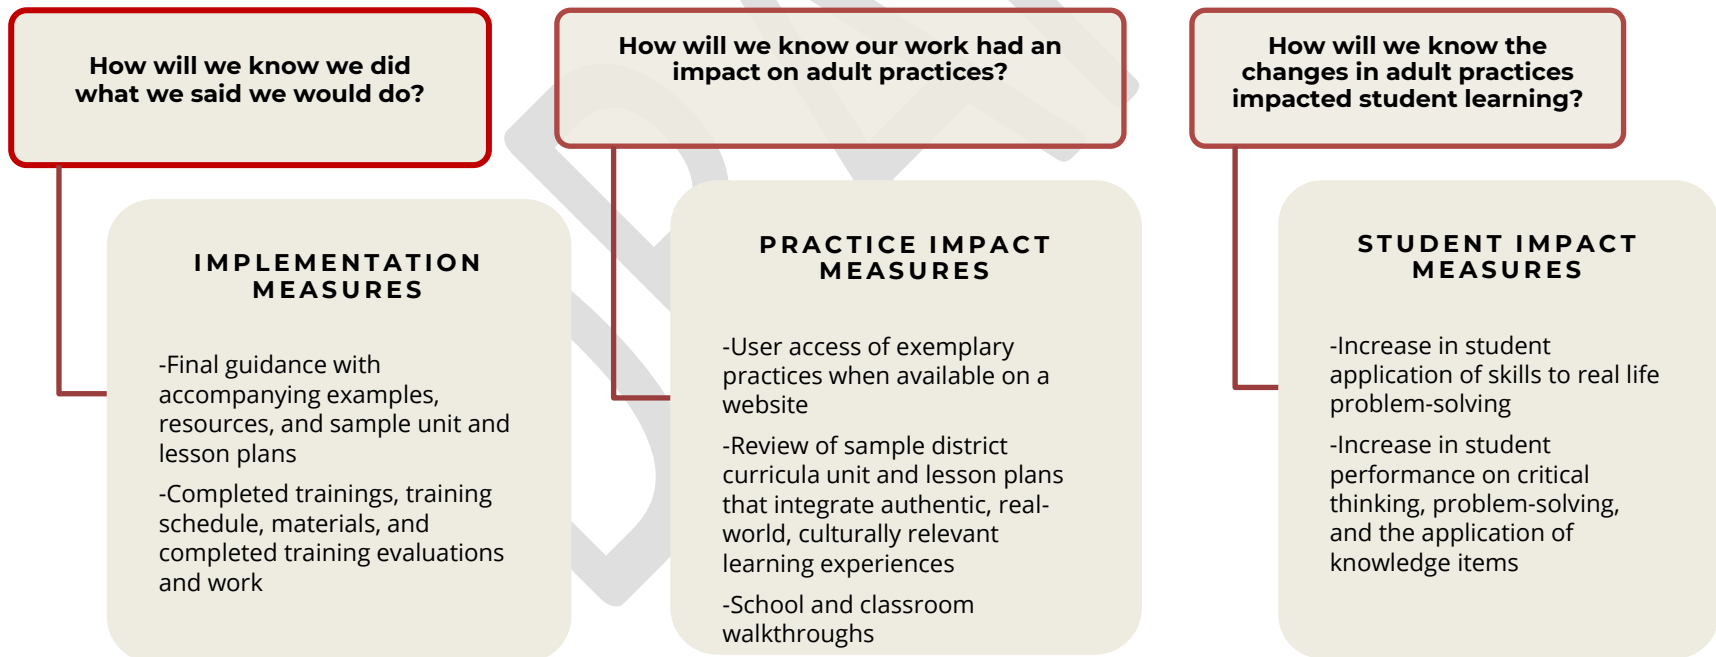 How will we know we did
what we said we would do?
IMPLEMENTATION
MEASURES
-Final guidance with
accompanying examples,
resources, and sample unit and
lesson plans
-Completed trainings, training
schedule, materials, and
completed training evaluations
and work
How will we know our work had an
impact on adult practices?
PRACTICE IMPACT
MEASURES
-User access of exemplary
practices when available on a
website
-Review of sample district
curricula unit and lesson plans
that integrate authentic, real-
world, culturally relevant
learning experiences
-School and classroom
walkthroughs
How will we know the
changes in adult practices
impacted student learning?
STUDENT IMPACT
MEASURES
-Increase in student
application of skills to real life
problem-solving
-Increase in student
performance on critical
thinking, problem-solving,
and the application of
knowledge items